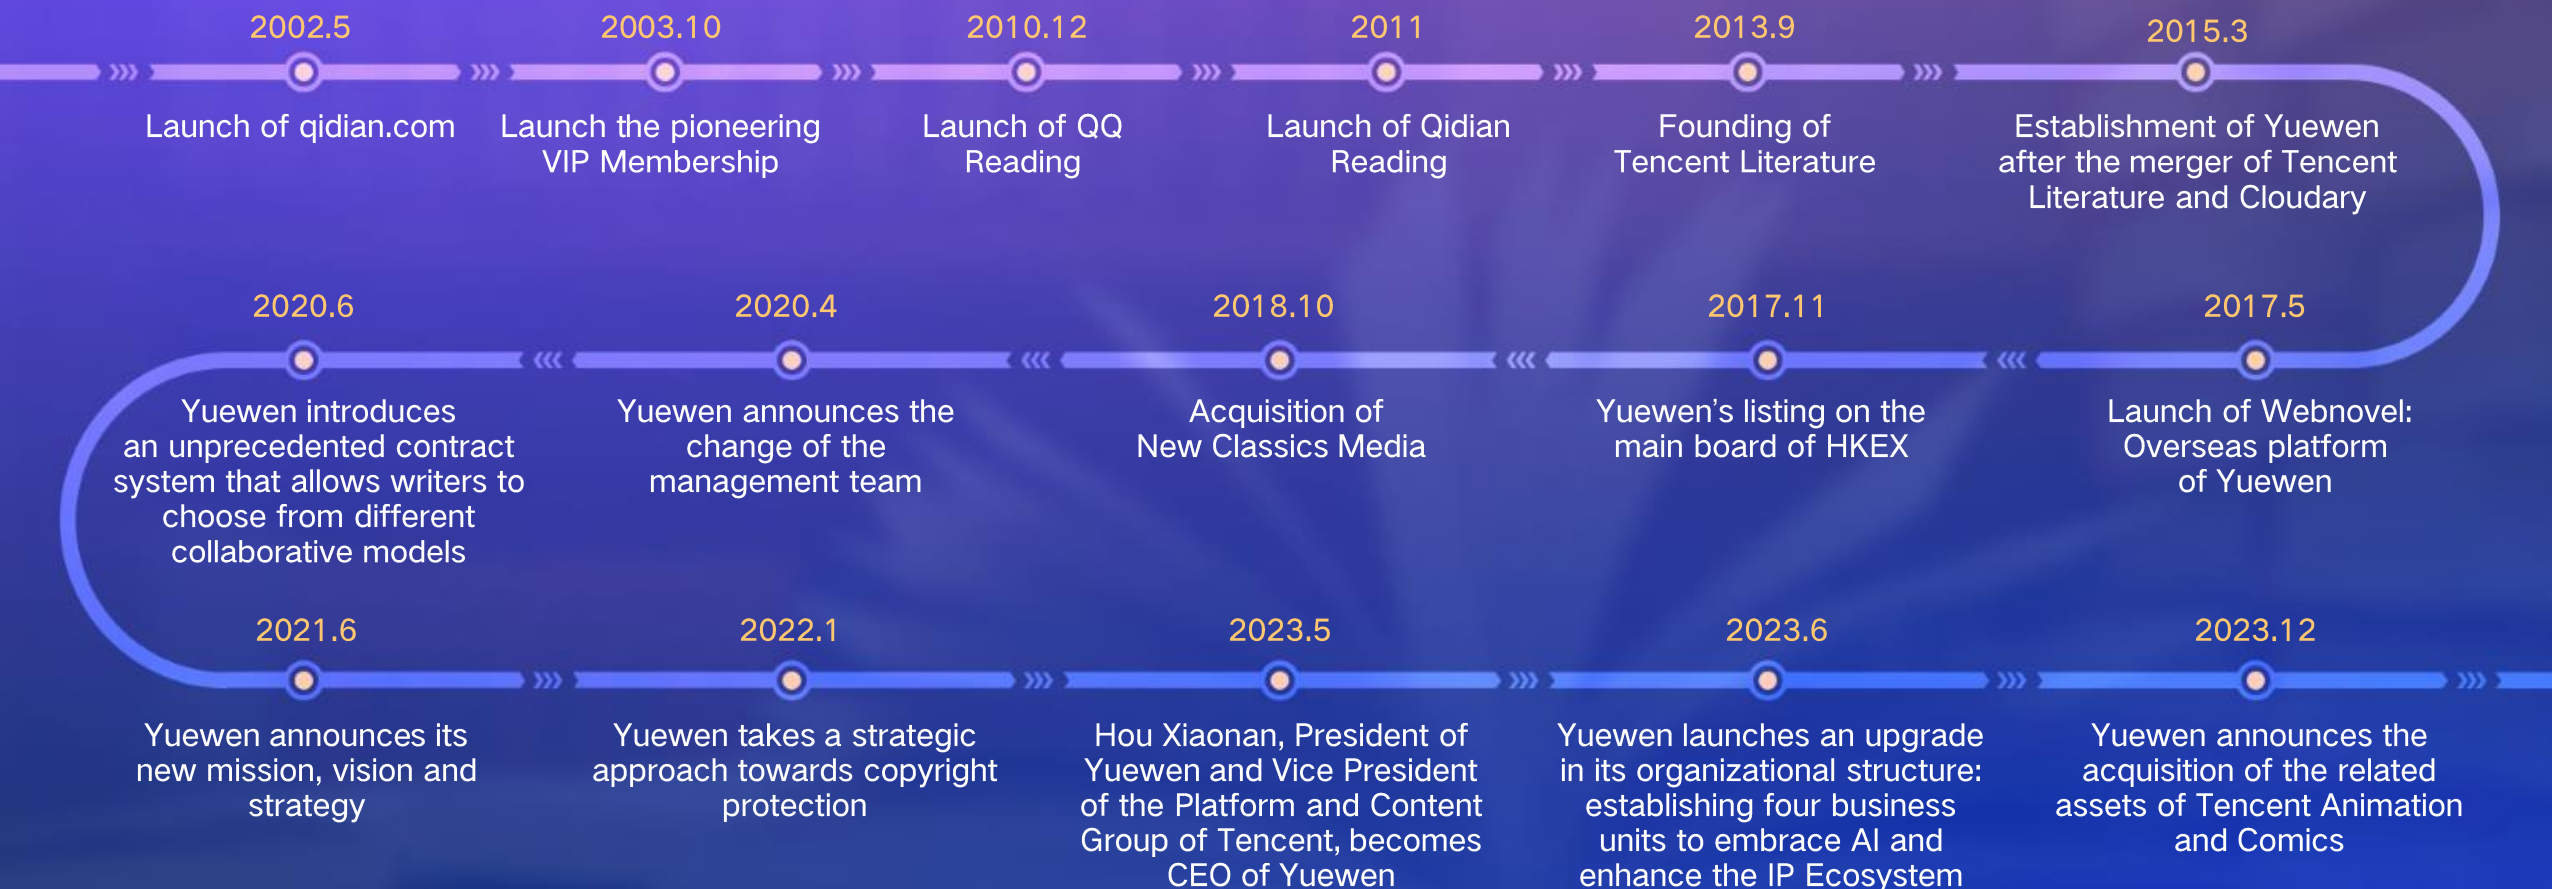 2002.5
Launch of qidian.com
2003.10
Launch the pioneering
VIP Membership
2010.12
Launch of QQ
Reading
2011
Launch of Qidian
Reading
2013.9
Founding of
Tencent Literature
2015.3
Establishment of Yuewen
after the merger of Tencent
Literature and Cloudary
2017.5
Launch of Webnovel:
Overseas platform
of Yuewen
2017.11
Yuewen’s listing on the
main board of HKEX
2018.10
Acquisition of
New Classics Media
2020.4
Yuewen announces the
change of the
management team
2020.6
Yuewen introduces
an unprecedented contract
system that allows writers to
choose from different
collaborative models
2021.6
Yuewen announces its
new mission, vision and
strategy
2022.1
Yuewen takes a strategic
approach towards copyright
protection
2023.5
Hou Xiaonan, President of
Yuewen and Vice President
of the Platform and Content
Group of Tencent, becomes
CEO of Yuewen
2023.6
Yuewen launches an upgrade
in its organizational structure:
establishing four business
units to embrace AI and
enhance the IP Ecosystem
2023.12
Yuewen announces the
acquisition of the related
assets of Tencent Animation
and Comics